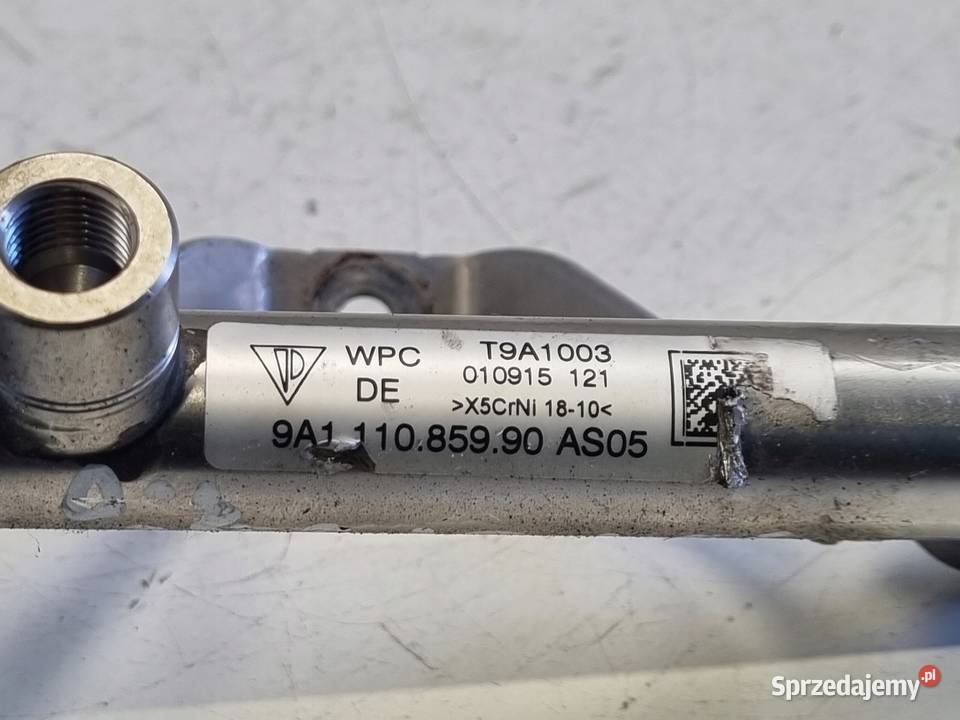 WPC T9A1003
DE 010915 121
>X5CrNi 18-10<
9A1.110.859.90 AS05
Sprzedajemy.pl